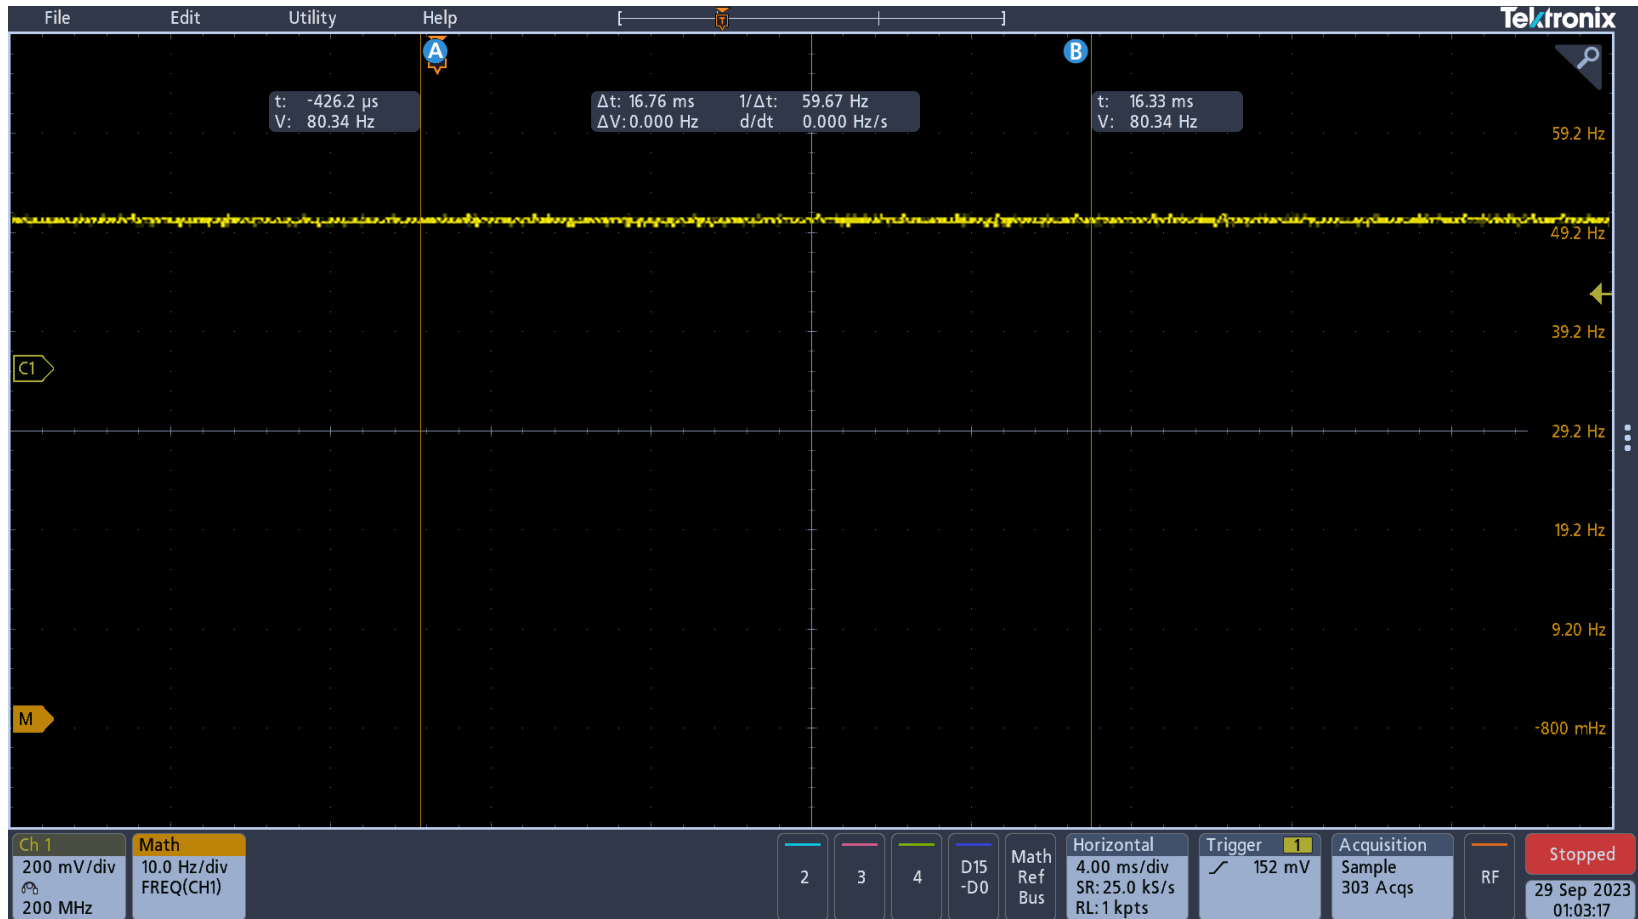 File Edit Utility Help
T
Tektronix
A
B
t: -426.2 µs
V: 80.34 Hz
Δt: 16.76 ms 1/Δt: 59.67 Hz
ΔV:0.000 Hz d/dt 0.000 Hz/s
t: 16.33 ms
V: 80.34 Hz
59.2 Hz
49.2 Hz
39.2 Hz
C1
29.2 Hz
19.2 Hz
9.20 Hz
M
-800 mHz
Ch 1
200 mV/div
200 MHz
Math
10.0 Hz/div
FREQ(CH1)
2
3
4
D15
-D0
Math
Ref
Bus
Horizontal
4.00 ms/div
SR: 25.0 kS/s
RL: 1 kpts
Trigger 1
152 mV
Acquisition
Sample
303 Acqs
RF
Stopped
29 Sep 2023
01:03:17